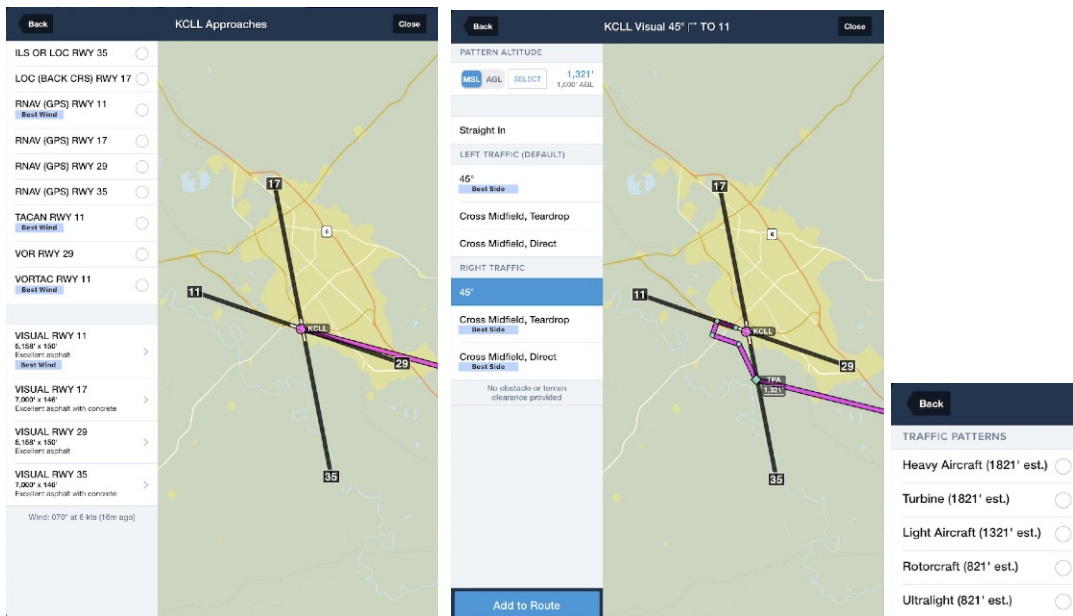 Back
KCLL Approaches
Close
ILS OR LOC RWY 35
LOC (BACK CRS) RWY 17
RNAV (GPS) RWY 11
Best Wind
RNAV (GPS) RWY 17
RNAV (GPS) RWY 29
RNAV (GPS) RWY 35
TACAN RWY 11
Best Wind
VOR RWY 29
VORTAC RWY 11
Best Wind
VISUAL RWY 11
5,158' x 150'
Excellent asphalt
Best Wind
VISUAL RWY 17
7,000' x 146'
Excellent asphalt with concrete
VISUAL RWY 29
5,158' x 150'
Excellent asphalt
VISUAL RWY 35
7,000' x 146'
Excellent asphalt with concrete
Wind: 070° at 6 kts (16m ago)
17
6
11
KCLL
29
35
Back
KCLL Visual 45° TO 11
Close
PATTERN ALTITUDE
MSL AGL SELECT 1,321'
1,000' AGL
Straight In
LEFT TRAFFIC (DEFAULT)
45°
Best Side
Cross Midfield, Teardrop
Cross Midfield, Direct
RIGHT TRAFFIC
45°
Cross Midfield, Teardrop
Best Side
Cross Midfield, Direct
Best Side
No obstacle or terrain
clearance provided
Add to Route
17
6
11
KCLL
29
TPA
1,321'
35
Back
TRAFFIC PATTERNS
Heavy Aircraft (1821' est.)
Turbine (1821' est.)
Light Aircraft (1321' est.)
Rotorcraft (821' est.)
Ultralight (821' est.)